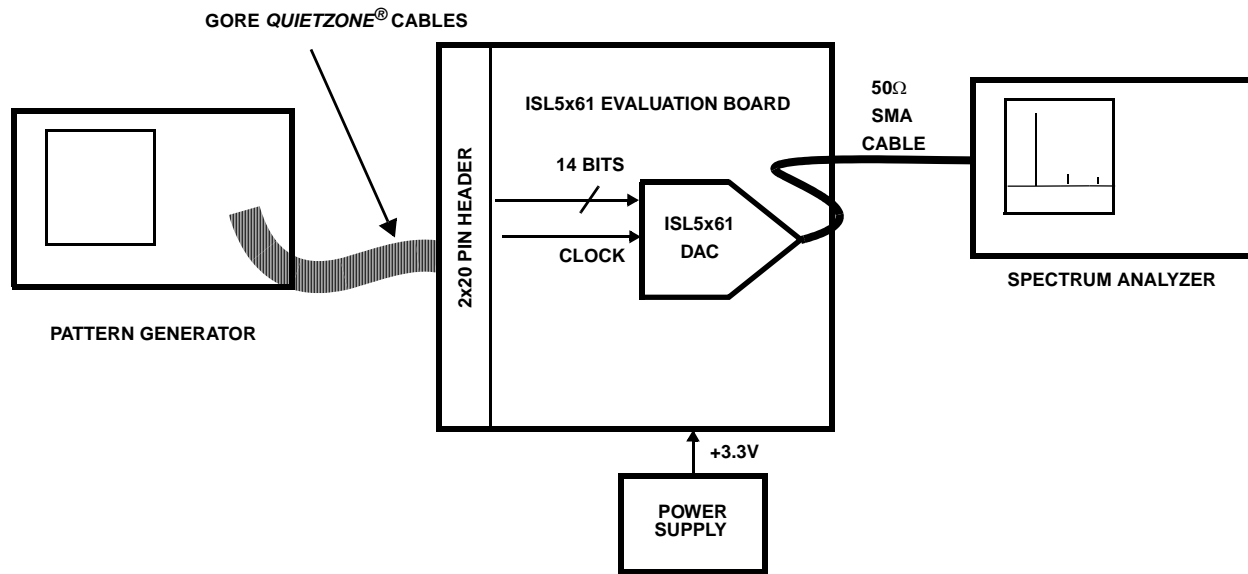 GORE QUIETZONE® CABLES
ISL5x61 EVALUATION BOARD
50Ω
SMA
CABLE
2x20 PIN HEADER
14 BITS
CLOCK
ISL5x61
DAC
PATTERN GENERATOR
SPECTRUM ANALYZER
+3.3V
POWER
SUPPLY